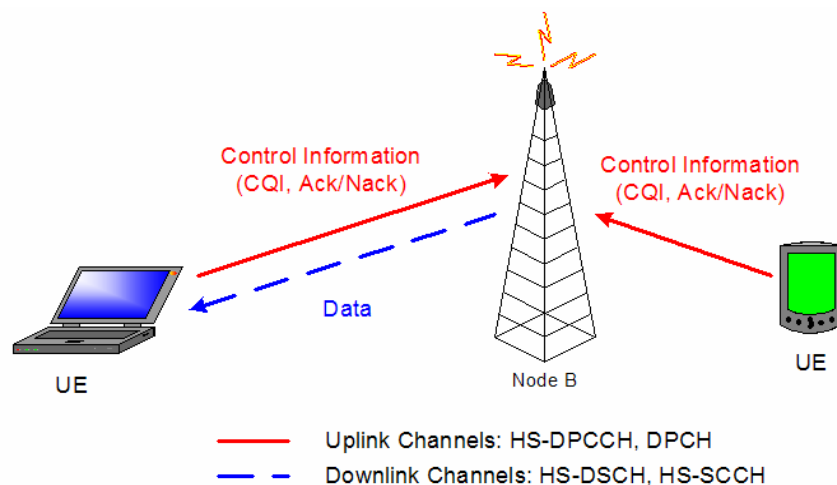 Control Information
(CQI, Ack/Nack)
Control Information
(CQI, Ack/Nack)
Data
UE
Node B
UE
Uplink Channels: HS-DPCCH, DPCH
Downlink Channels: HS-DSCH, HS-SCCH